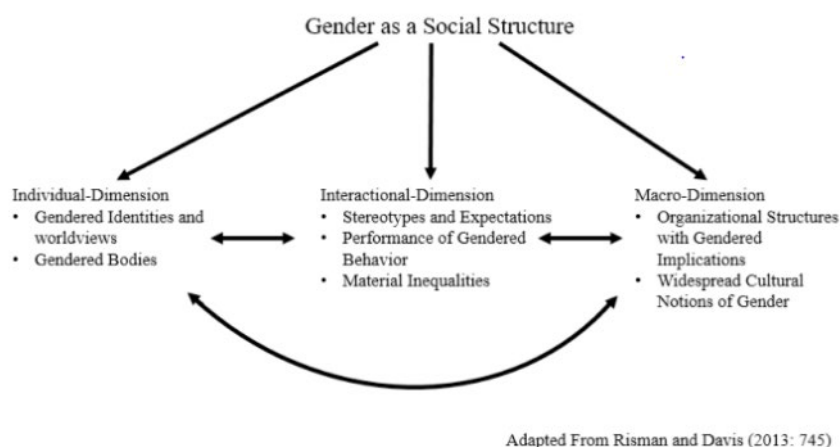 Gender as a Social Structure
Individual-Dimension
• Gendered Identities and
worldviews
• Gendered Bodies
Interactional-Dimension
• Stereotypes and Expectations
• Performance of Gendered
Behavior
• Material Inequalities
Macro-Dimension
• Organizational Structures
with Gendered
Implications
• Widespread Cultural
Notions of Gender
Adapted From Risman and Davis (2013: 745)